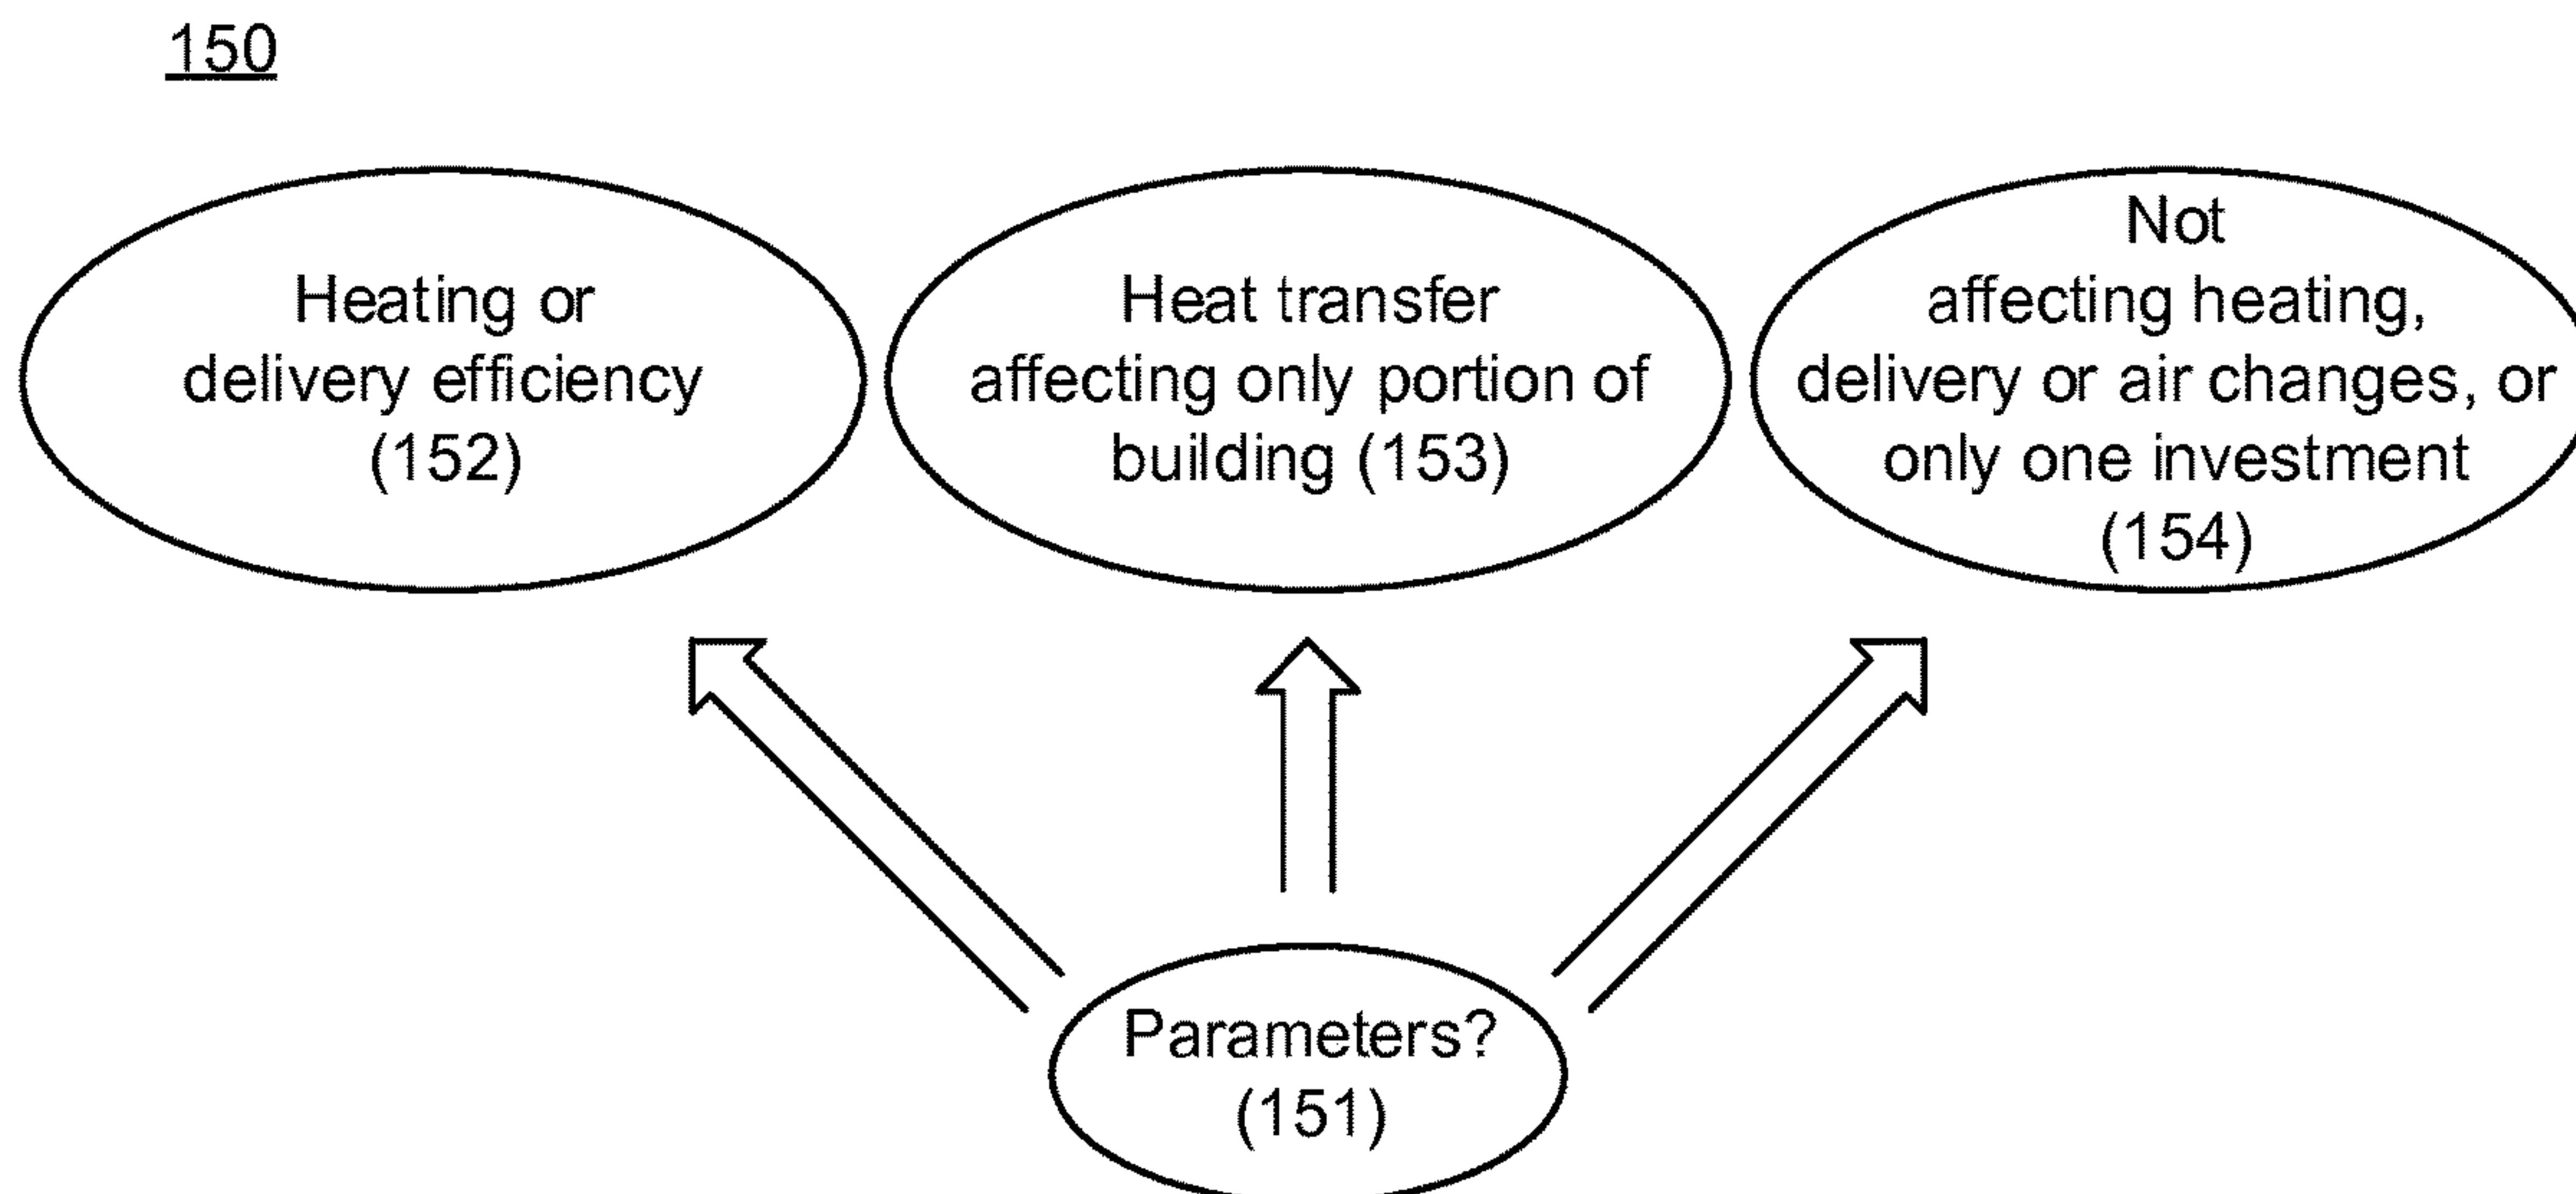 150
Heating or
delivery efficiency
(152)
Heat transfer
affecting only portion of
building (153)
Not
affecting heating,
delivery or air changes, or
only one investment
(154)
Parameters?
(151)